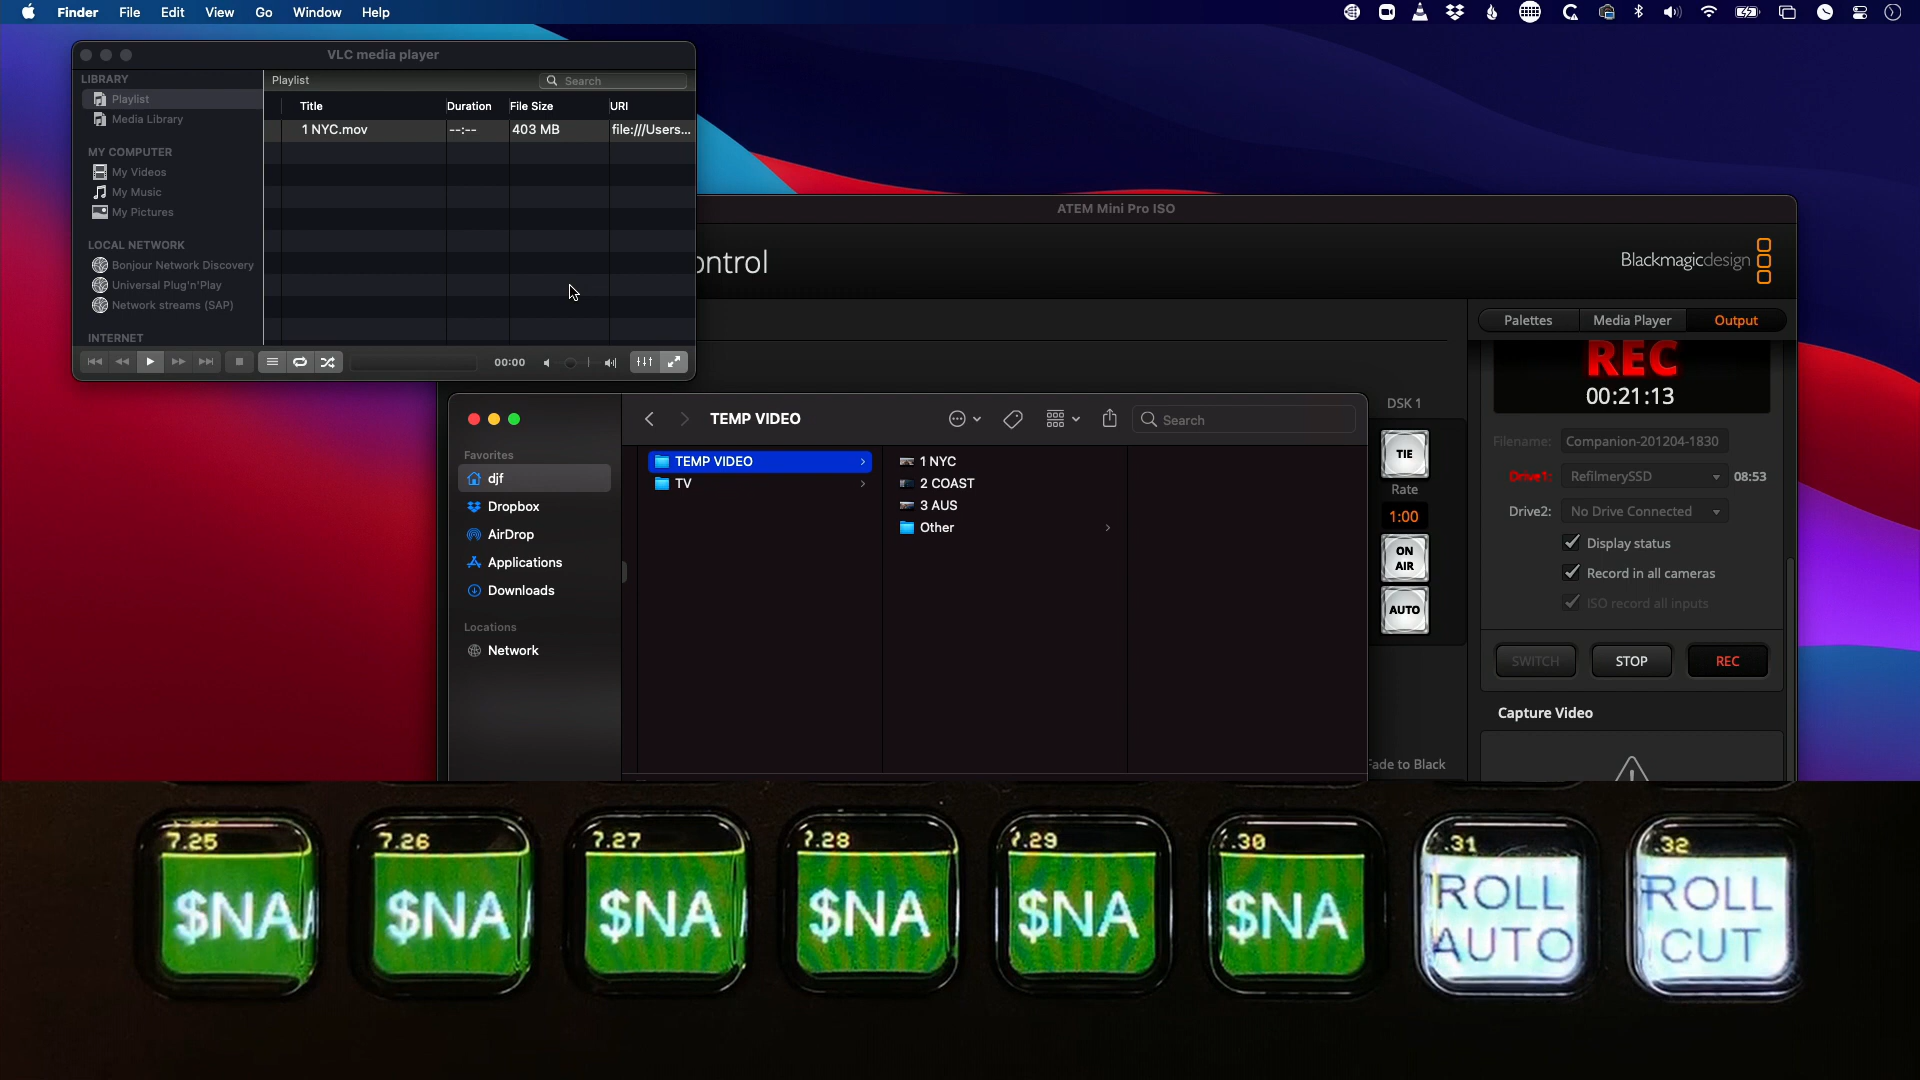 Finder File Edit View Go Window Help
VLC media player
LIBRARY
Playlist
Media Library
MY COMPUTER
My Videos
My Music
My Pictures
LOCAL NETWORK
Bonjour Network Discovery
Universal Plug'n'Play
Network streams (SAP)
INTERNET
Playlist
Search
Title Duration File Size URI
1 NYC.mov --:-- 403 MB file:///Users...
00:00
ATEM Mini Pro ISO
ontrol
Blackmagicdesign
Palettes Media Player Output
REC
00:21:13
Filename: Companion-201204-1830
Drive1: RefilmerySSD 08:53
Drive2: No Drive Connected
Display status
Record in all cameras
ISO record all inputs
SWITCH STOP REC
Capture Video
DSK 1
TIE
Rate
1:00
ON
AIR
AUTO
Fade to Black
TEMP VIDEO
Search
Favorites
djf
Dropbox
AirDrop
Applications
Downloads
Locations
Network
TEMP VIDEO
TV
1 NYC
2 COAST
3 AUS
Other
7.25 7.26 7.27 7.28 7.29 .30 .31 .32
$NA $NA $NA $NA $NA $NA
ROLL
AUTO
ROLL
CUT